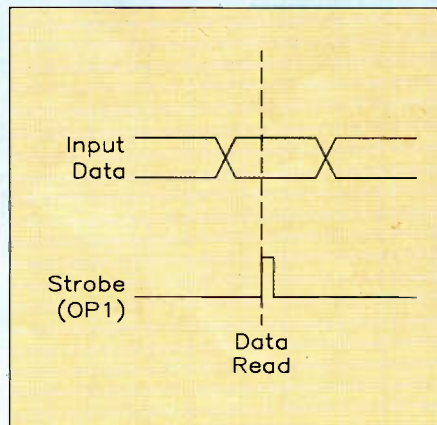 Input
Data
Strobe
(OP1)
Data
Read